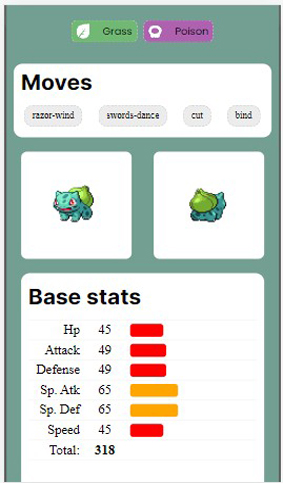 Grass Poison
Moves
razor-wind swords-dance cut bind
Base stats
Hp 45
Attack 49
Defense 49
Sp. Atk 65
Sp. Def 65
Speed 45
Total: 318